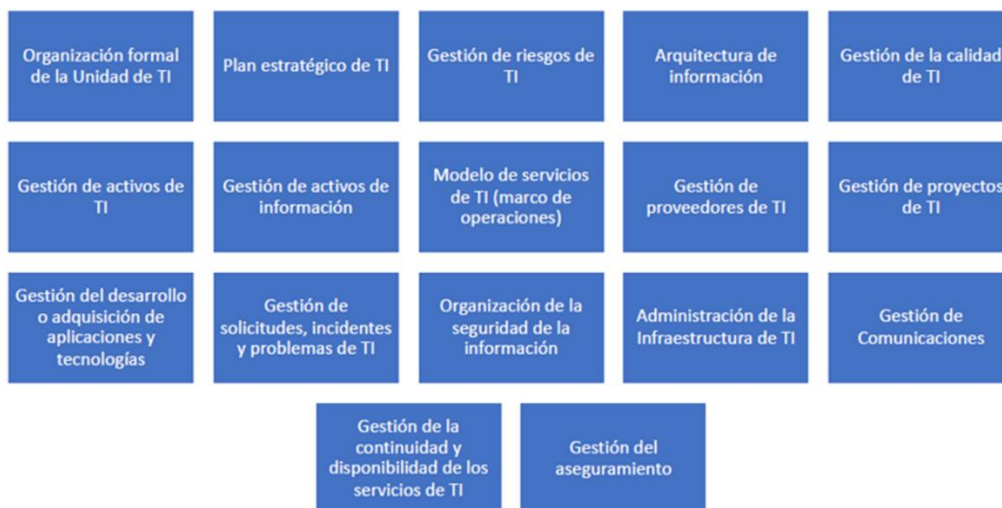 Organización formal
de la Unidad de TI
Plan estratégico de TI
Gestión de riesgos de
TI
Arquitectura de
información
Gestión de la calidad
de TI
Gestión de activos de
TI
Gestión de activos de
información
Modelo de servicios
de TI (marco de
operaciones)
Gestión de
proveedores de TI
Gestión de proyectos
de TI
Gestión del desarrollo
o adquisición de
aplicaciones y
tecnologías
Gestión de
solicitudes, incidentes
y problemas de TI
Organización de la
seguridad de la
información
Administración de la
Infraestructura de TI
Gestión de
Comunicaciones
Gestión de la
continuidad y
disponibilidad de los
servicios de TI
Gestión del
aseguramiento